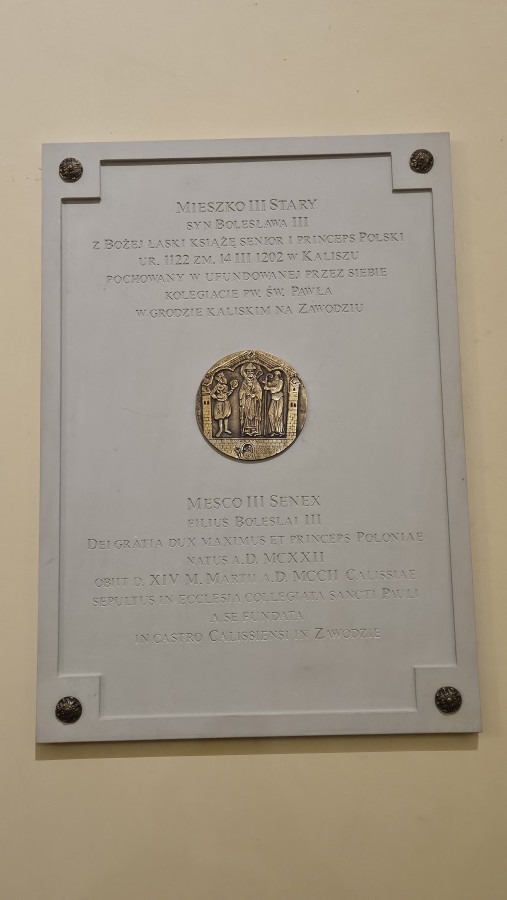 MIESZKO III STARY
SYN BOLESŁAWA III
Z BOŻEJ ŁASKI KSIĄŻĘ SENIOR I PRINCEPS POLSKI
UR. 1122 ZM. 14 III 1202 W KALISZU
POCHOWANY W UFUNDOWANEJ PRZEZ SIEBIE
KOLEGIACIE PW. ŚW. PAWŁA
W GRODZIE KALISKIM NA ZAWODZIU
MESCO III SENEX
FILIUS BOLESLAI III
DEI GRATIA DUX MAXIMUS ET PRINCEPS POLONIAE
NATUS A.D. MCXXII
OBIIT D. XIV M. MARTII A.D. MCCII CALISSIAE
SEPULTUS IN ECCLESIA COLLEGIATA SANCTI PAULI
A SE FUNDATA
IN CASTRO CALISSIENSI IN ZAWODZIE